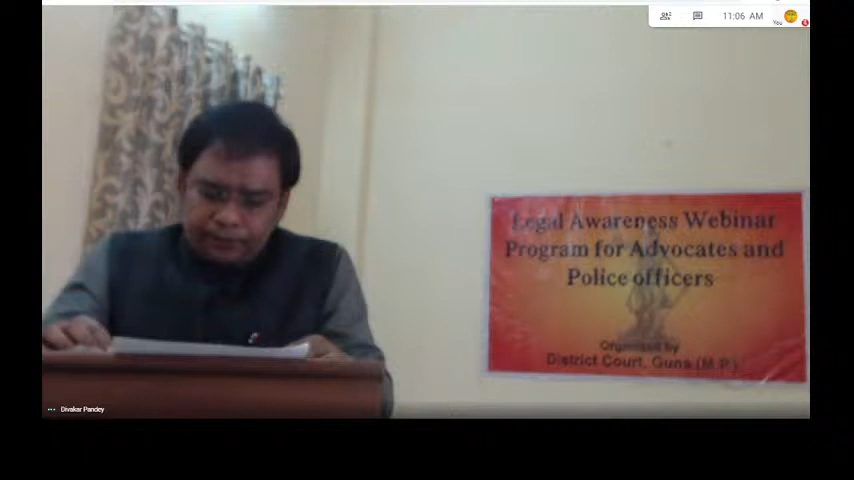 11:06 AM
You
Legal Awareness Webinar
Program for Advocates and
Police officers
Organised by
District Court, Guna (M.P.)
Divakar Pandey